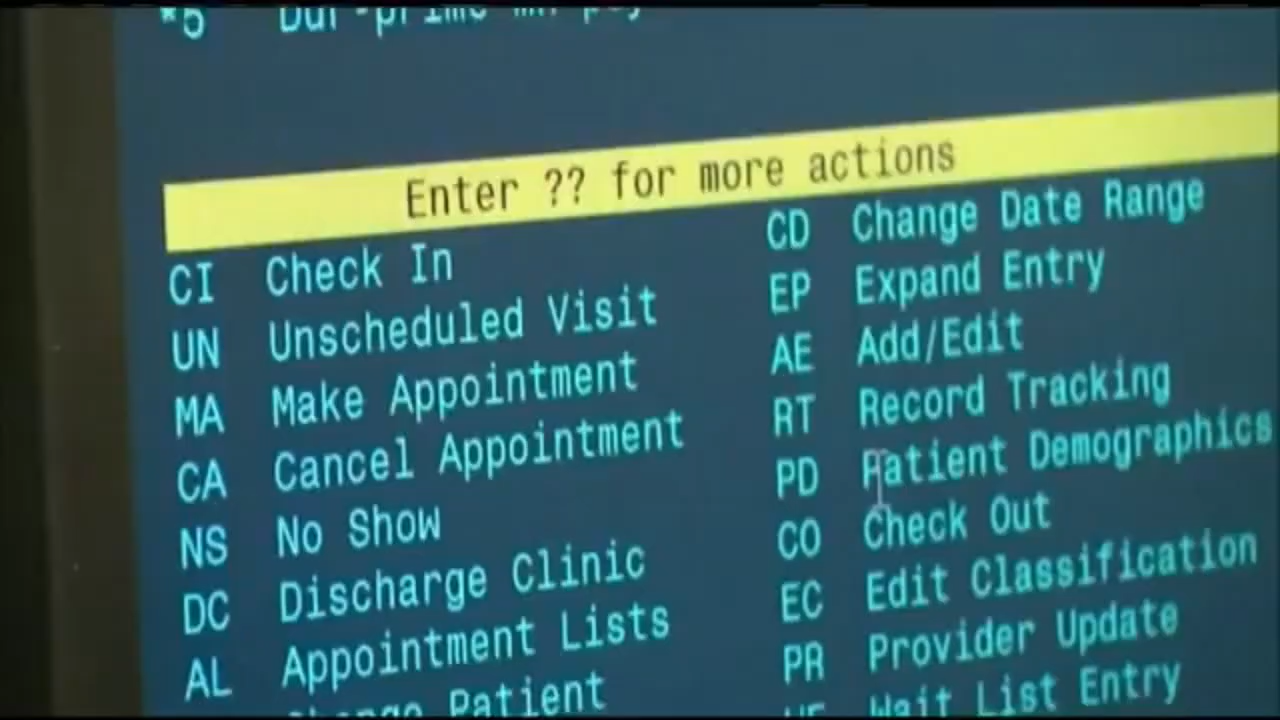 *5
Enter ?? for more actions
CI Check In
CD Change Date Range
UN Unscheduled Visit
EP Expand Entry
MA Make Appointment
AE Add/Edit
CA Cancel Appointment
RT Record Tracking
NS No Show
PD Patient Demographics
DC Discharge Clinic
CO Check Out
AL Appointment Lists
EC Edit Classification
Change Patient
PR Provider Update
Wait List Entry